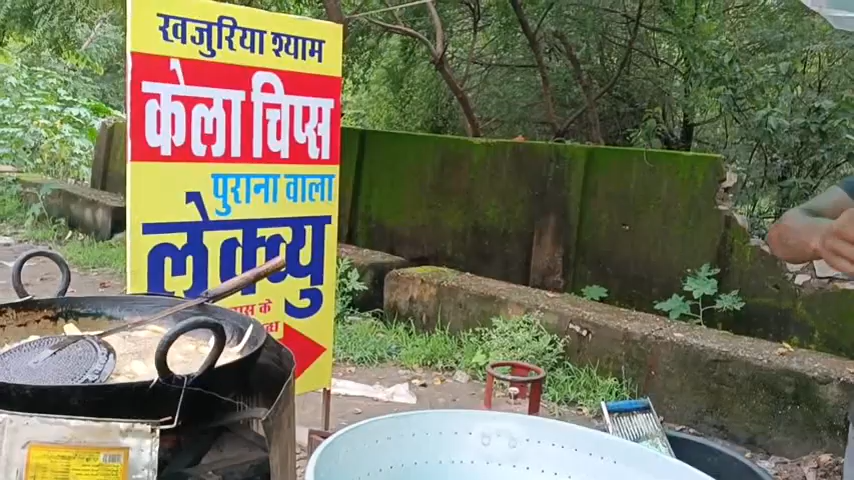 खजुरिया श्याम
केला चिप्स
पुराना वाला
लेक व्यू
के